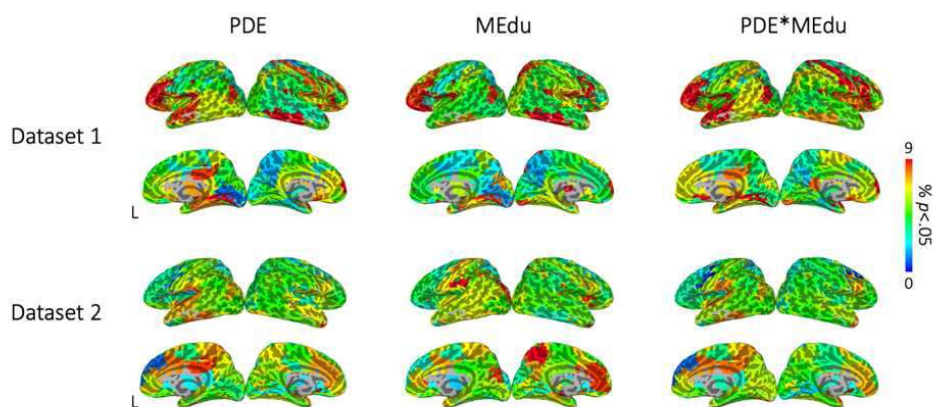 PDE MEdu PDE*MEdu
Dataset 1
L
9
% p<.05
0
Dataset 2
L